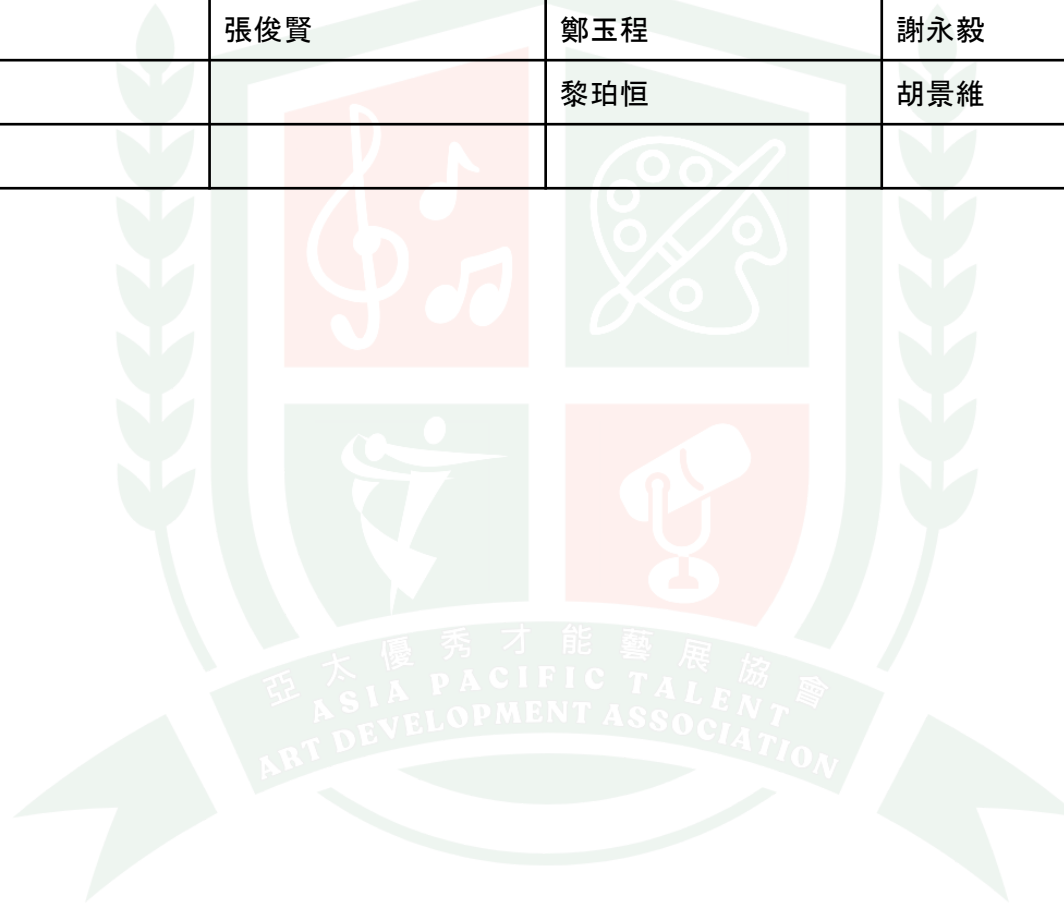 張俊賢 鄭玉程 謝永毅
黎珀恒 胡景維
亞太優秀才能藝展協會
ASIA PACIFIC TALENT
ART DEVELOPMENT ASSOCIATION